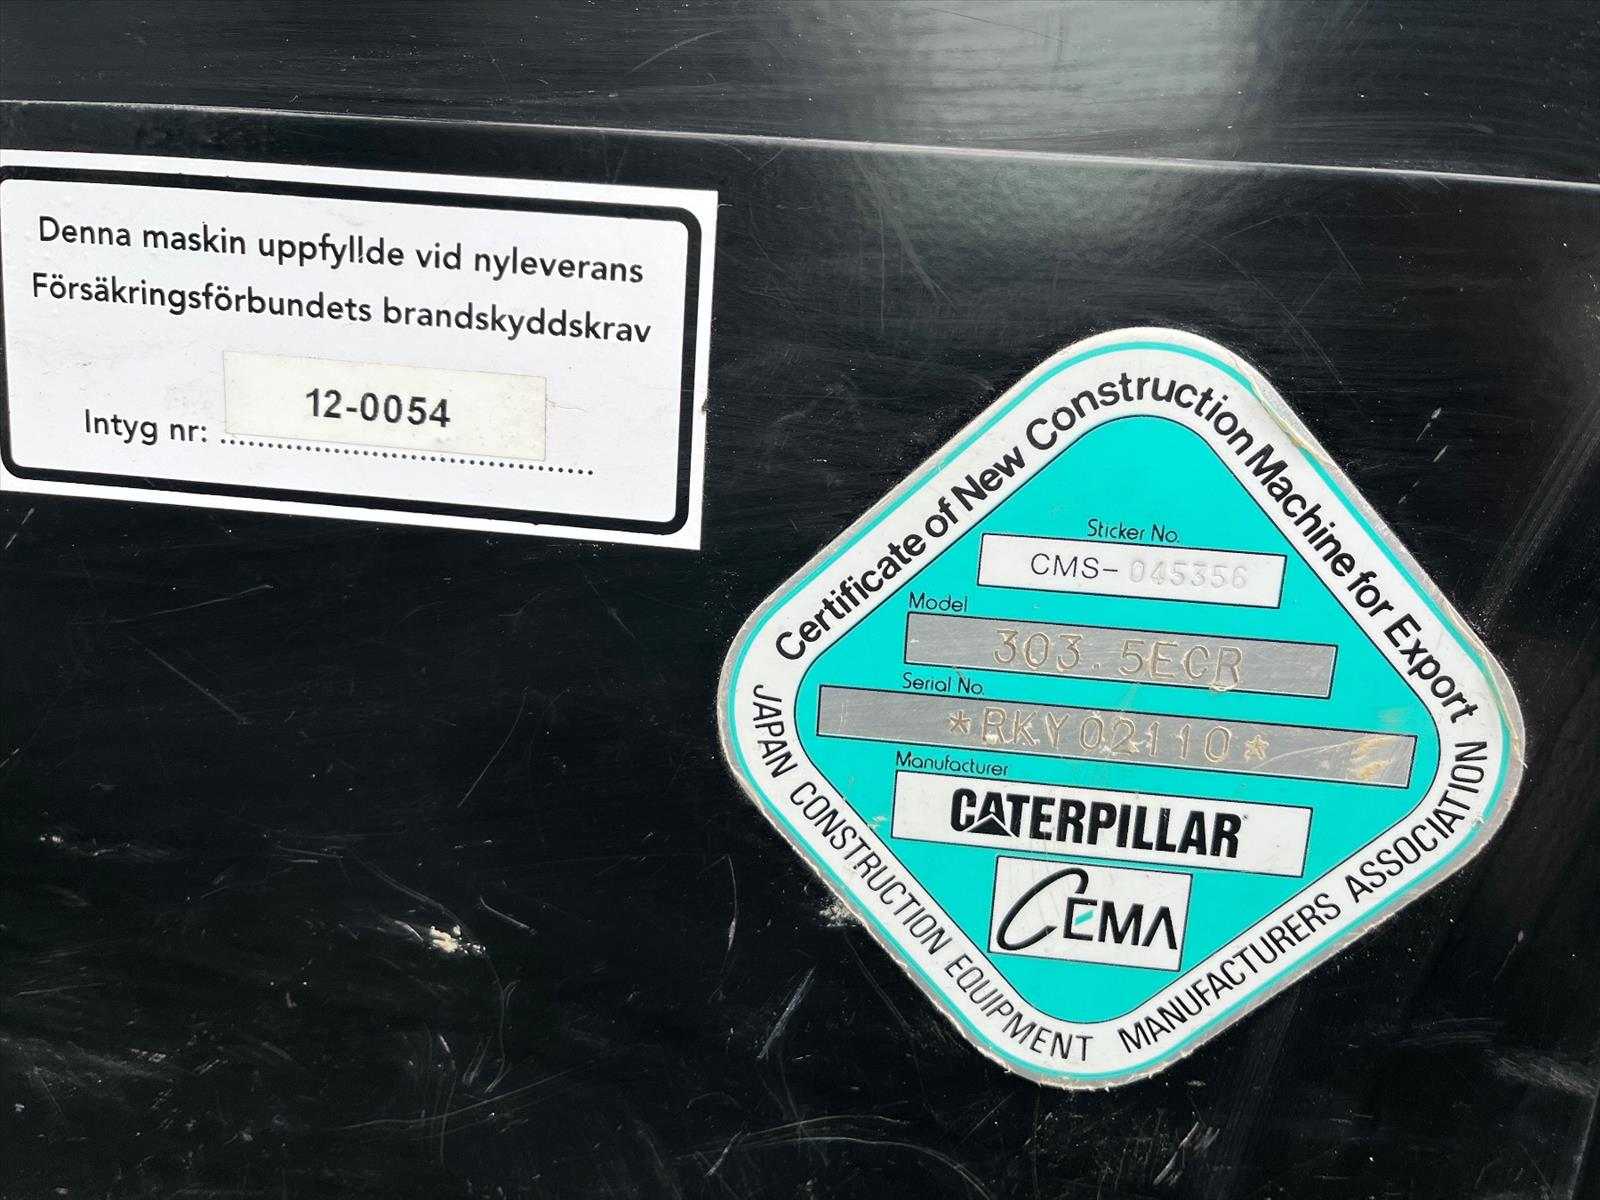 Denna maskin uppfyllde vid nyleverans
Försäkringsförbundets brandskyddskrav
Intyg nr: 12-0054
Certificate of New Construction Machine for Export
Sticker No.
CMS-045356
Model
303.5ECR
Serial No.
*RKY02110*
Manufacturer
CATERPILLAR
CEMA
JAPAN CONSTRUCTION EQUIPMENT MANUFACTURERS ASSOCIATION